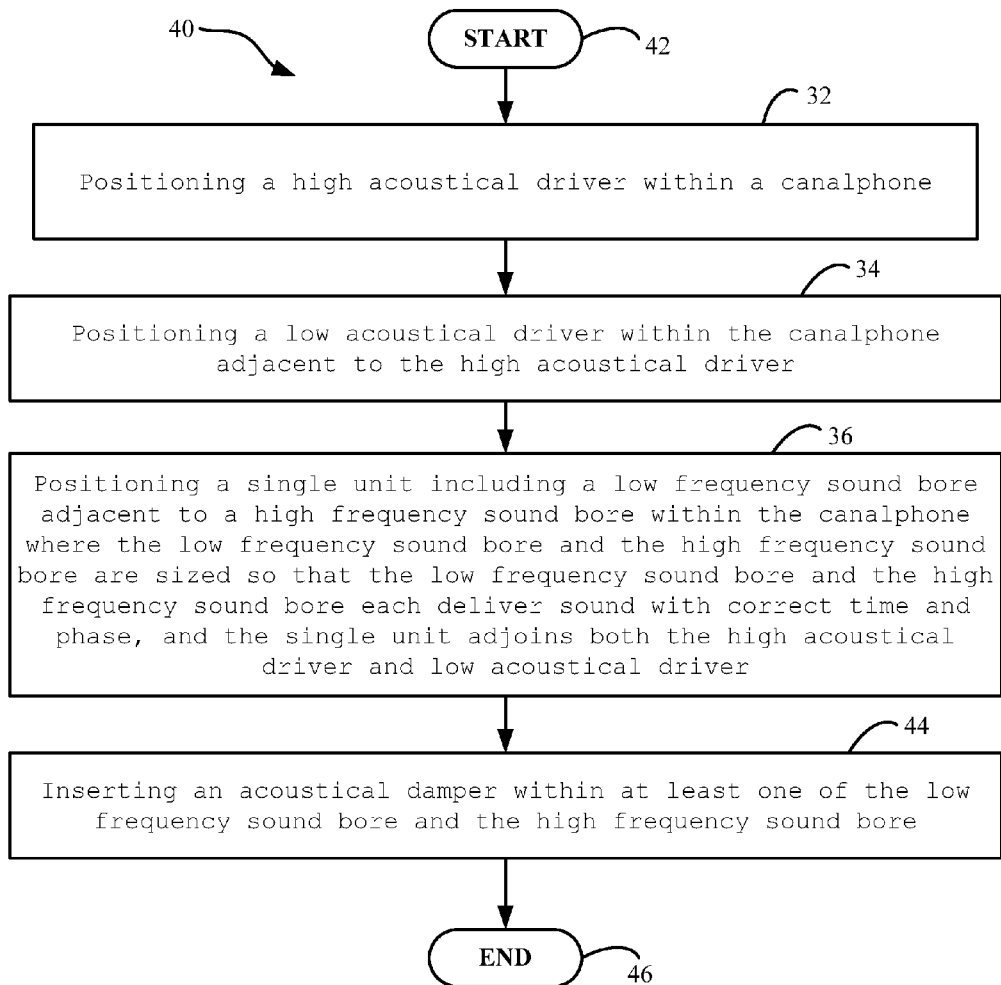 40
START
42
32
Positioning a high acoustical driver within a canalphone
34
Positioning a low acoustical driver within the canalphone
adjacent to the high acoustical driver
36
Positioning a single unit including a low frequency sound bore
adjacent to a high frequency sound bore within the canalphone
where the low frequency sound bore and the high frequency sound
bore are sized so that the low frequency sound bore and the high
frequency sound bore each deliver sound with correct time and
phase, and the single unit adjoins both the high acoustical
driver and low acoustical driver
44
Inserting an acoustical damper within at least one of the low
frequency sound bore and the high frequency sound bore
END
46